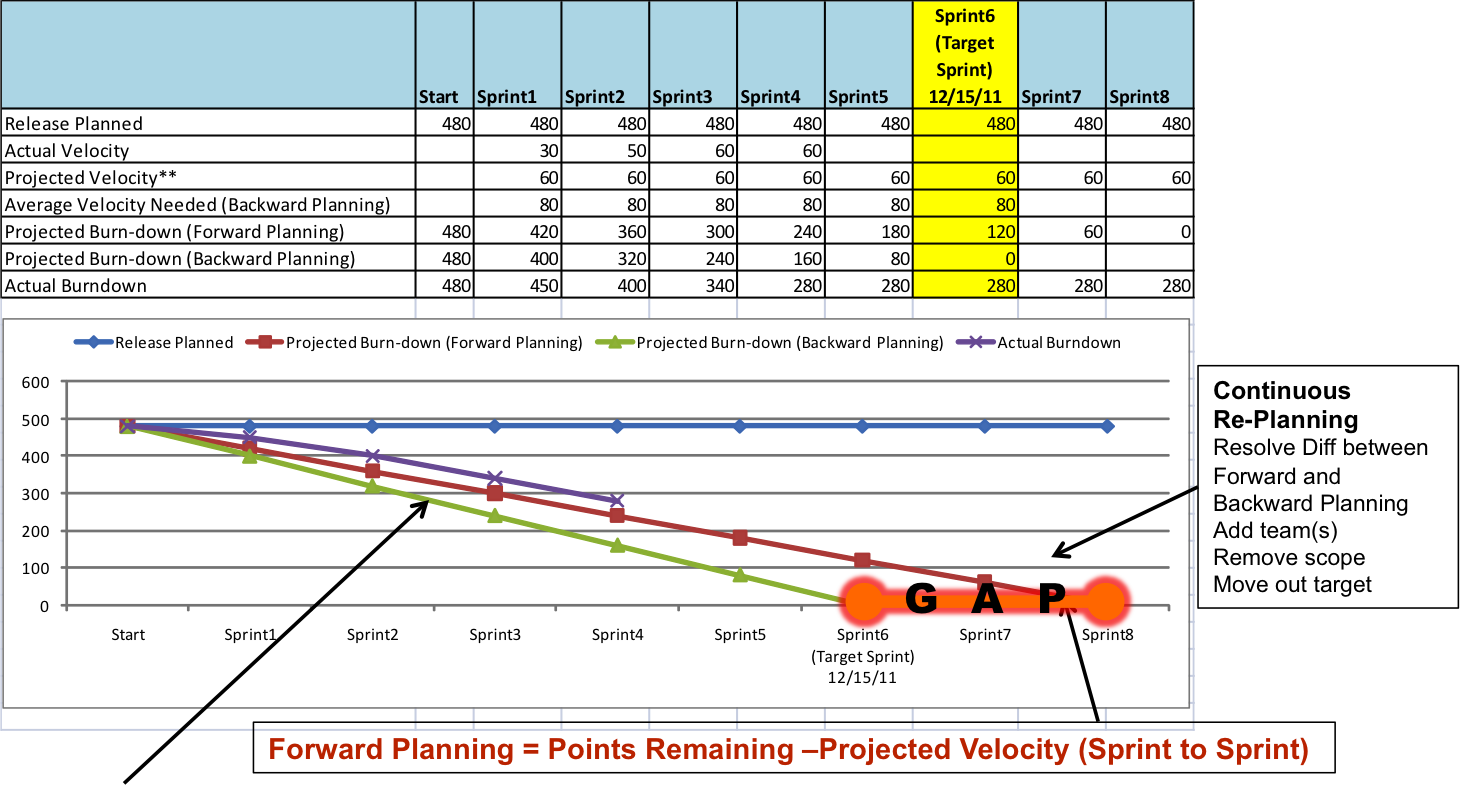 Sprint6
(Target
Sprint)
Start Sprint1 Sprint2 Sprint3 Sprint4 Sprint5 12/15/11 Sprint7 Sprint8
Release Planned 480 480 480 480 480 480 480 480 480
Actual Velocity 30 50 60 60
Projected Velocity** 60 60 60 60 60 60 60 60
Average Velocity Needed (Backward Planning) 80 80 80 80 80 80
Projected Burn-down (Forward Planning) 480 420 360 300 240 180 120 60 0
Projected Burn-down (Backward Planning) 480 400 320 240 160 80 0
Actual Burndown 480 450 400 340 280 280 280 280 280
Release Planned Projected Burn-down (Forward Planning) Projected Burn-down (Backward Planning) Actual Burndown
600
500
400
300
200
100
0
G A P
Start Sprint1 Sprint2 Sprint3 Sprint4 Sprint5 Sprint6 Sprint7 Sprint8
(Target Sprint)
12/15/11
Continuous
Re-Planning
Resolve Diff between
Forward and
Backward Planning
Add team(s)
Remove scope
Move out target
Forward Planning = Points Remaining –Projected Velocity (Sprint to Sprint)